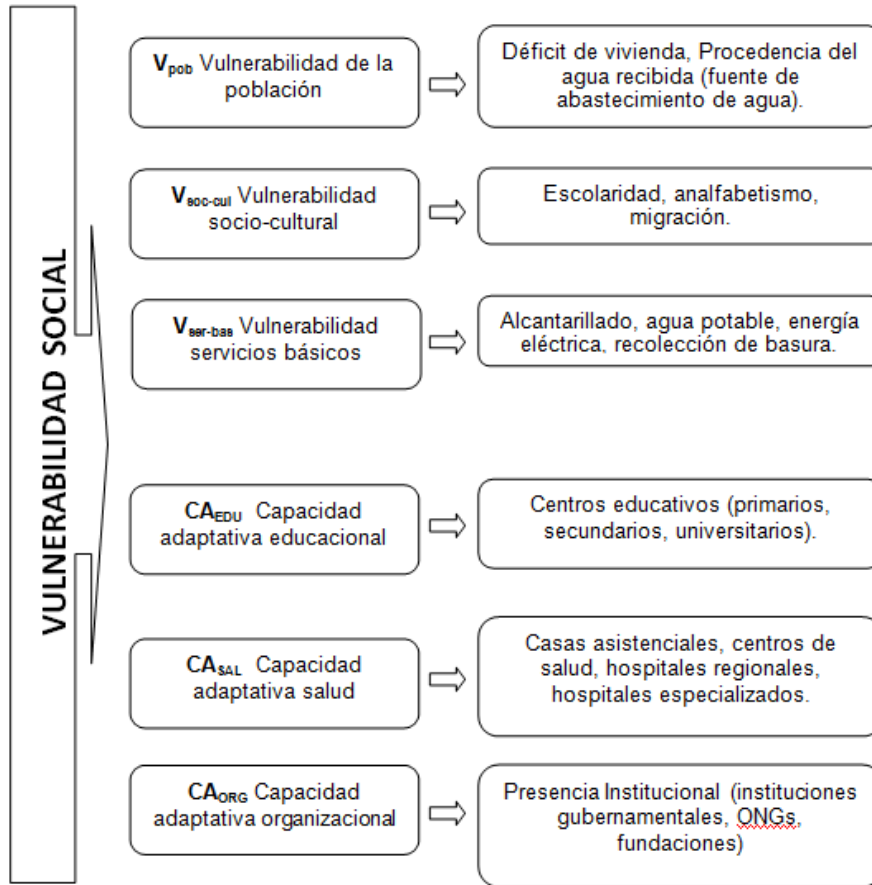 VULNERABILIDAD SOCIAL
Vpob Vulnerabilidad de la
población
Déficit de vivienda, Procedencia del
agua recibida (fuente de
abastecimiento de agua).
Vsoc-cul Vulnerabilidad
socio-cultural
Escolaridad, analfabetismo,
migración.
Vser-bas Vulnerabilidad
servicios básicos
Alcantarillado, agua potable, energía
eléctrica, recolección de basura.
CAEDU Capacidad
adaptativa educacional
Centros educativos (primarios,
secundarios, universitarios).
CASAL Capacidad
adaptativa salud
Casas asistenciales, centros de
salud, hospitales regionales,
hospitales especializados.
CAORG Capacidad
adaptativa organizacional
Presencia Institucional (instituciones
gubernamentales, ONGs,
fundaciones)